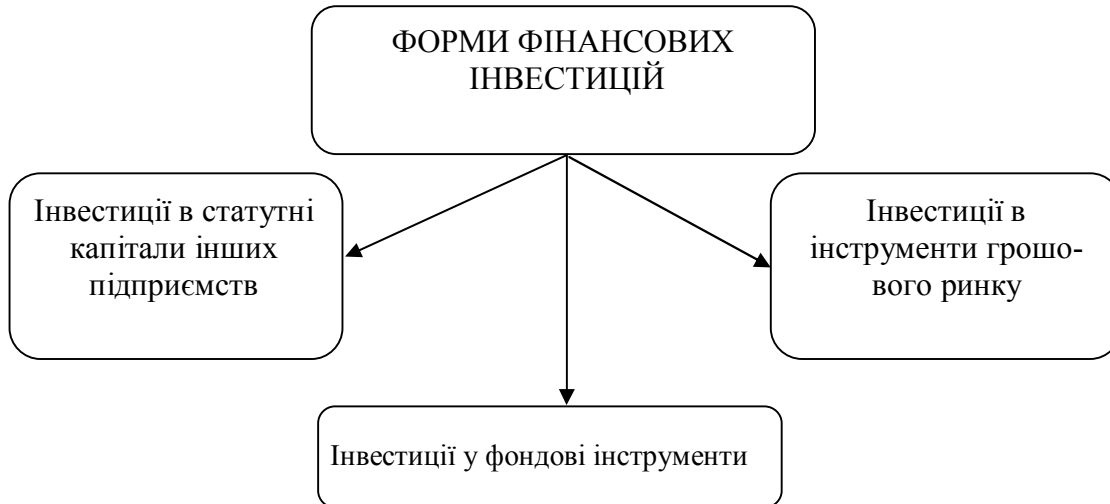 ФОРМИ ФІНАНСОВИХ
ІНВЕСТИЦІЙ
Інвестиції в статутні
капітали інших
підприємств
Інвестиції в
інструменти грошо-
вого ринку
Інвестиції у фондові інструменти